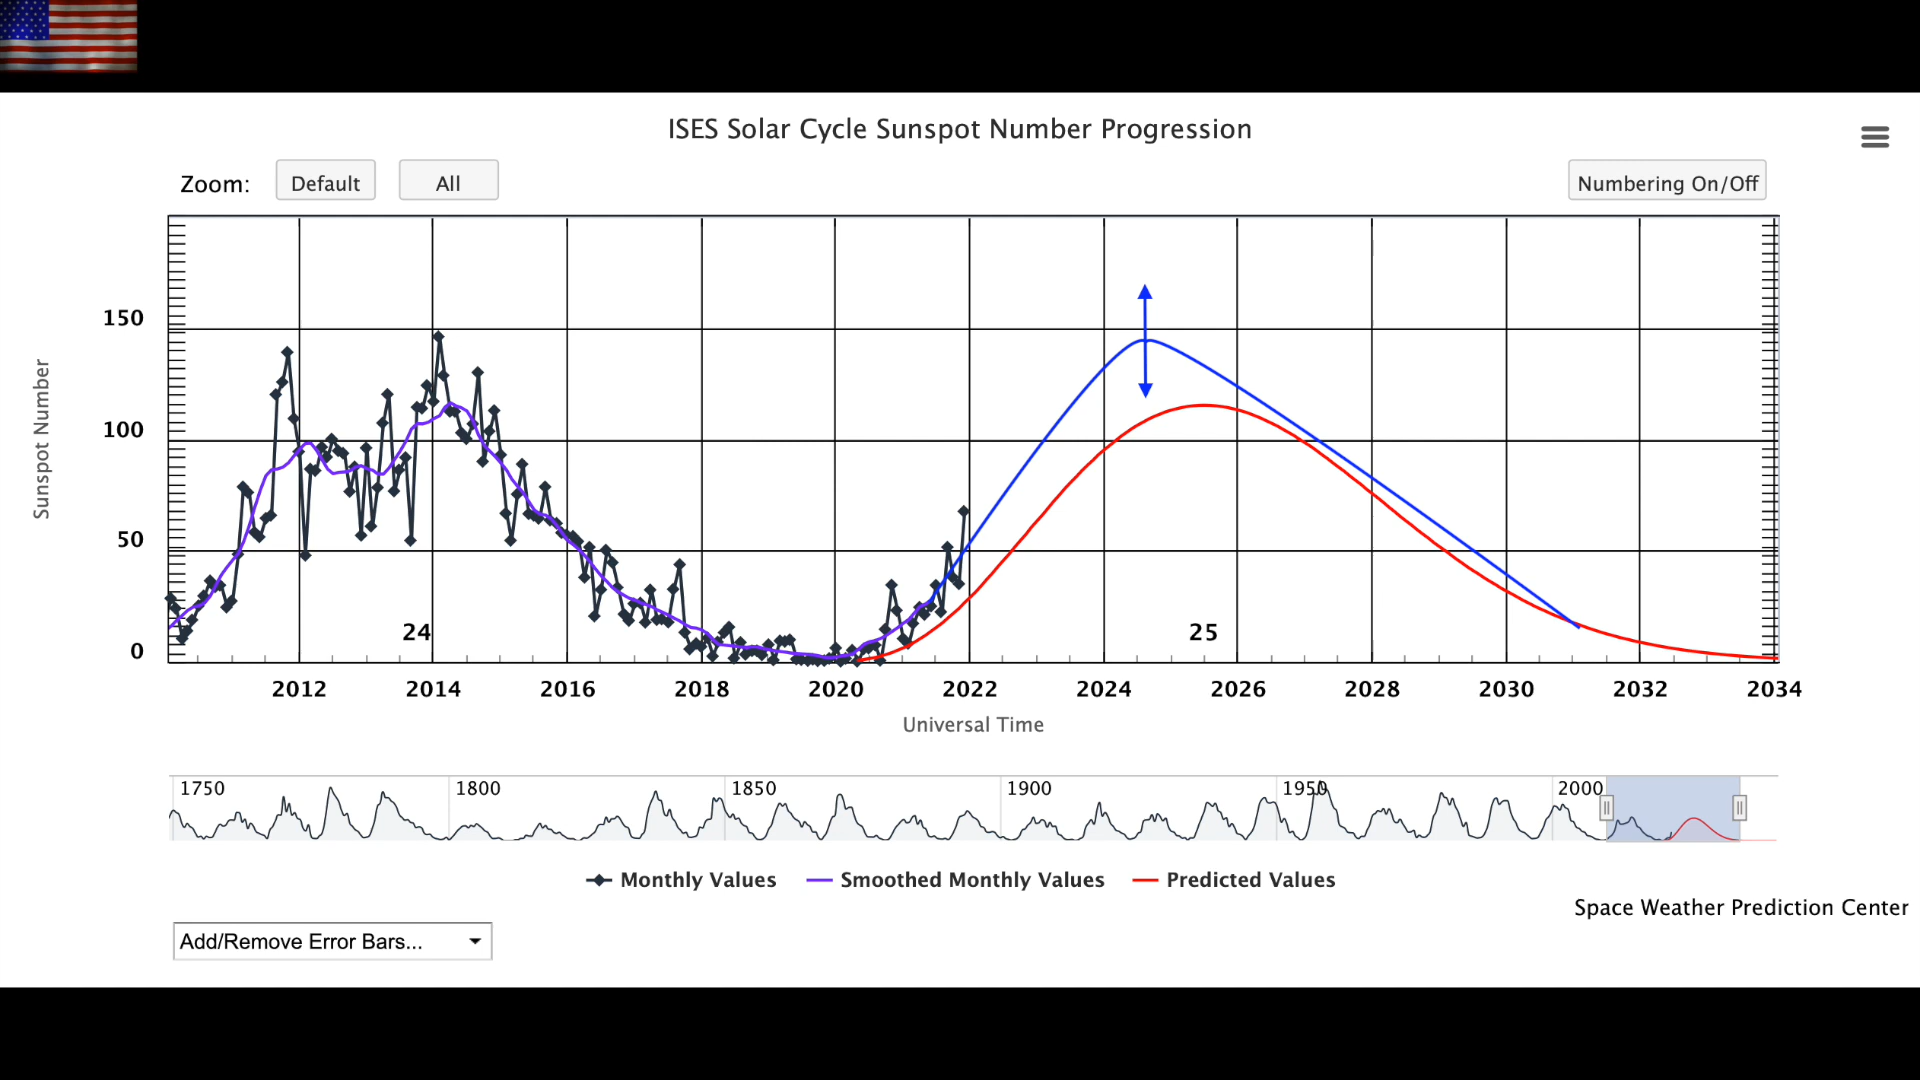 ISES Solar Cycle Sunspot Number Progression
Zoom: Default All Numbering On/Off
150
100
50
0
Sunspot Number
24 25
2012 2014 2016 2018 2020 2022 2024 2026 2028 2030 2032 2034
Universal Time
1750 1800 1850 1900 1950 2000
Monthly Values Smoothed Monthly Values Predicted Values
Space Weather Prediction Center
Add/Remove Error Bars...